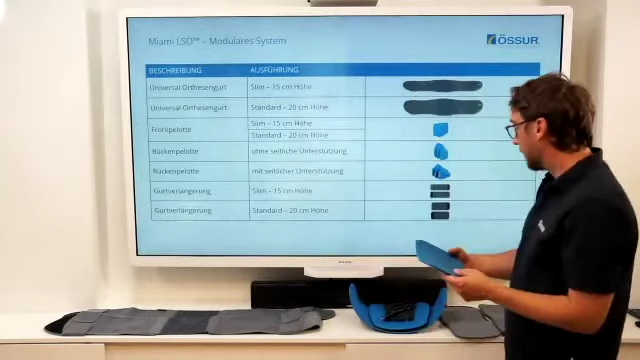 Miami LSO™ – Modulares System
ÖSSUR
BESCHREIBUNG AUSFÜHRUNG
Universal Orthesengurt Slim – 15 cm Höhe
Universal Orthesengurt Standard – 20 cm Höhe
Frontpelotte Slim – 15 cm Höhe
Standard – 20 cm Höhe
Rückenpelotte ohne seitliche Unterstützung
Rückenpelotte mit seitlicher Unterstützung
Gurtverlängerung Slim – 15 cm Höhe
Gurtverlängerung Standard – 20 cm Höhe